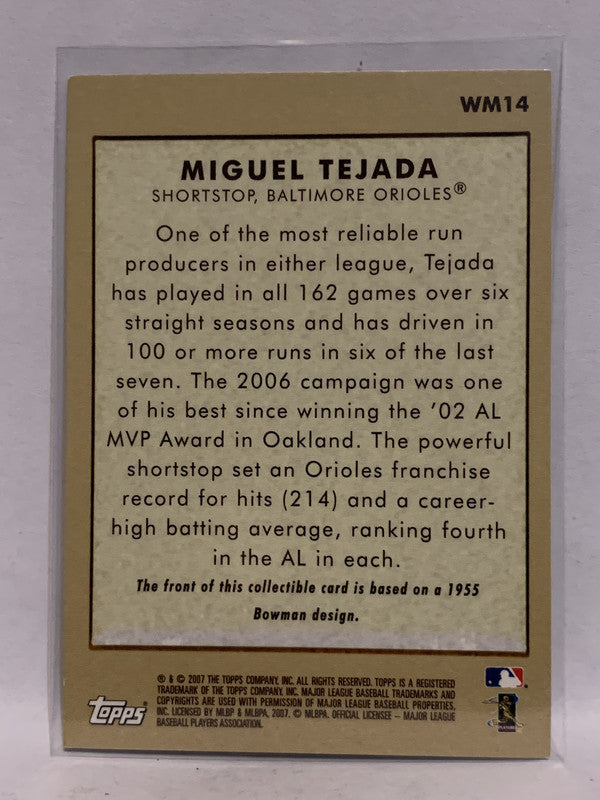 WM14
MIGUEL TEJADA
SHORTSTOP, BALTIMORE ORIOLES®
One of the most reliable run
producers in either league, Tejada
has played in all 162 games over six
straight seasons and has driven in
100 or more runs in six of the last
seven. The 2006 campaign was one
of his best since winning the '02 AL
MVP Award in Oakland. The powerful
shortstop set an Orioles franchise
record for hits (214) and a career-
high batting average, ranking fourth
in the AL in each.
The front of this collectible card is based on a 1955
Bowman design.
® & © 2007 THE TOPPS COMPANY, INC. ALL RIGHTS RESERVED. TOPPS IS A REGISTERED
TRADEMARK OF THE TOPPS COMPANY, INC. MAJOR LEAGUE BASEBALL TRADEMARKS AND
COPYRIGHTS ARE USED WITH PERMISSION OF MAJOR LEAGUE BASEBALL PROPERTIES,
INC. LICENSED BY MLBP & MLBPA, 2007. © MLBPA. OFFICIAL LICENSEE – MAJOR LEAGUE
BASEBALL PLAYERS ASSOCIATION.
TOPPS
PLAYERS